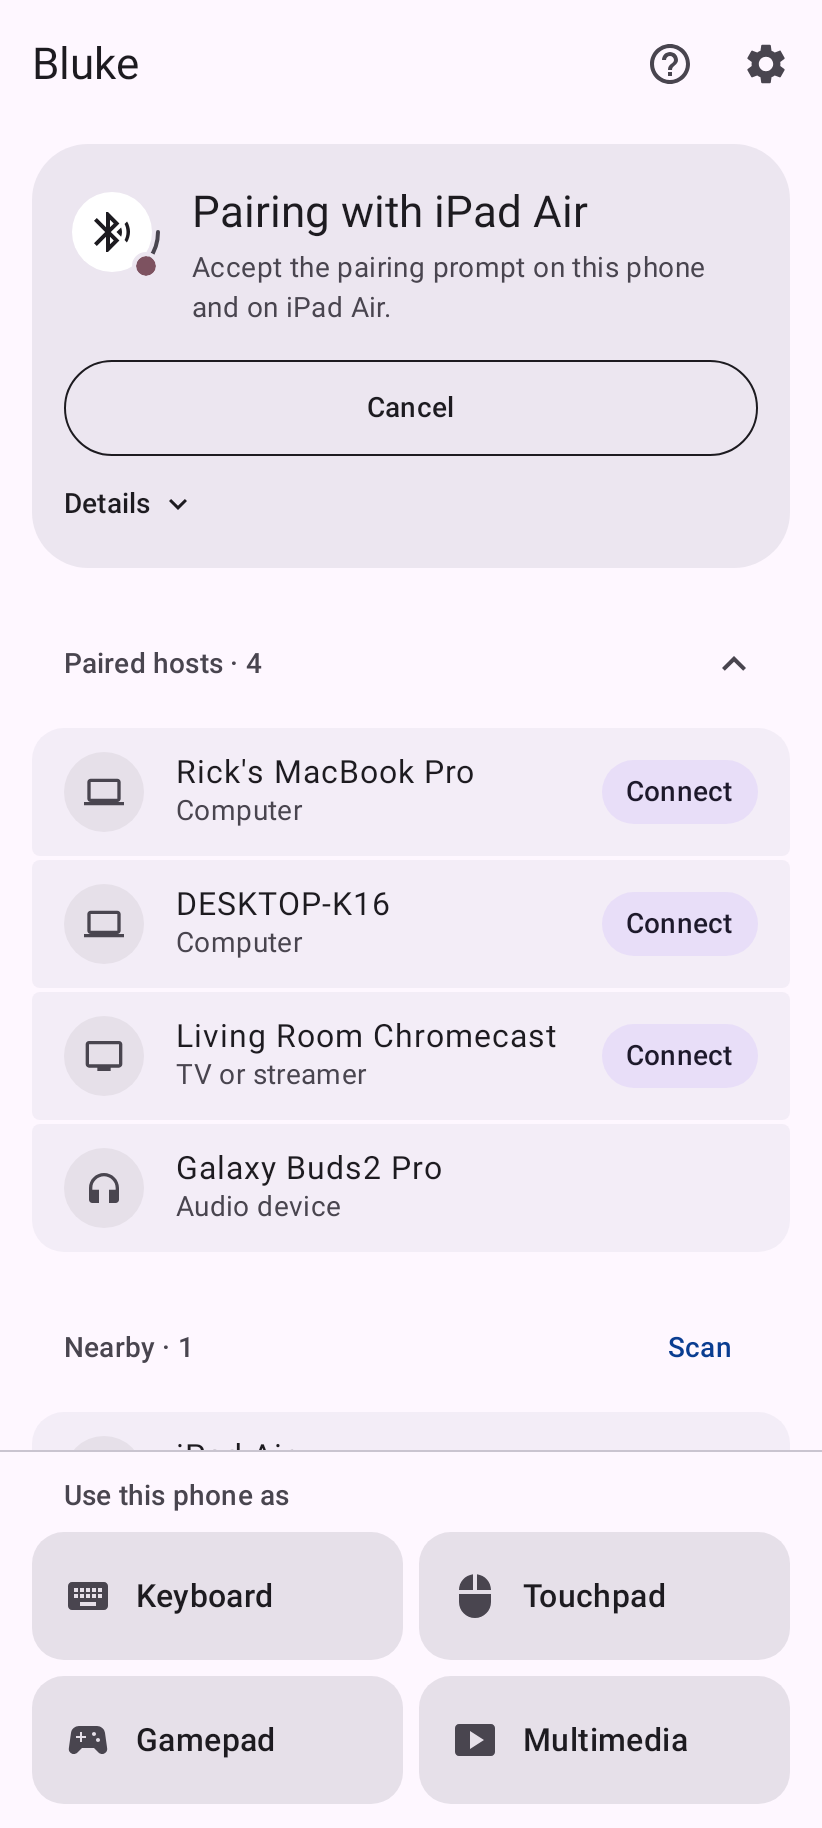 Bluke
Pairing with iPad Air
Accept the pairing prompt on this phone
and on iPad Air.
Cancel
Details
Paired hosts · 4
Rick's MacBook Pro
Computer
Connect
DESKTOP-K16
Computer
Connect
Living Room Chromecast
TV or streamer
Connect
Galaxy Buds2 Pro
Audio device
Nearby · 1
Scan
iPad Air
Use this phone as
Keyboard
Touchpad
Gamepad
Multimedia